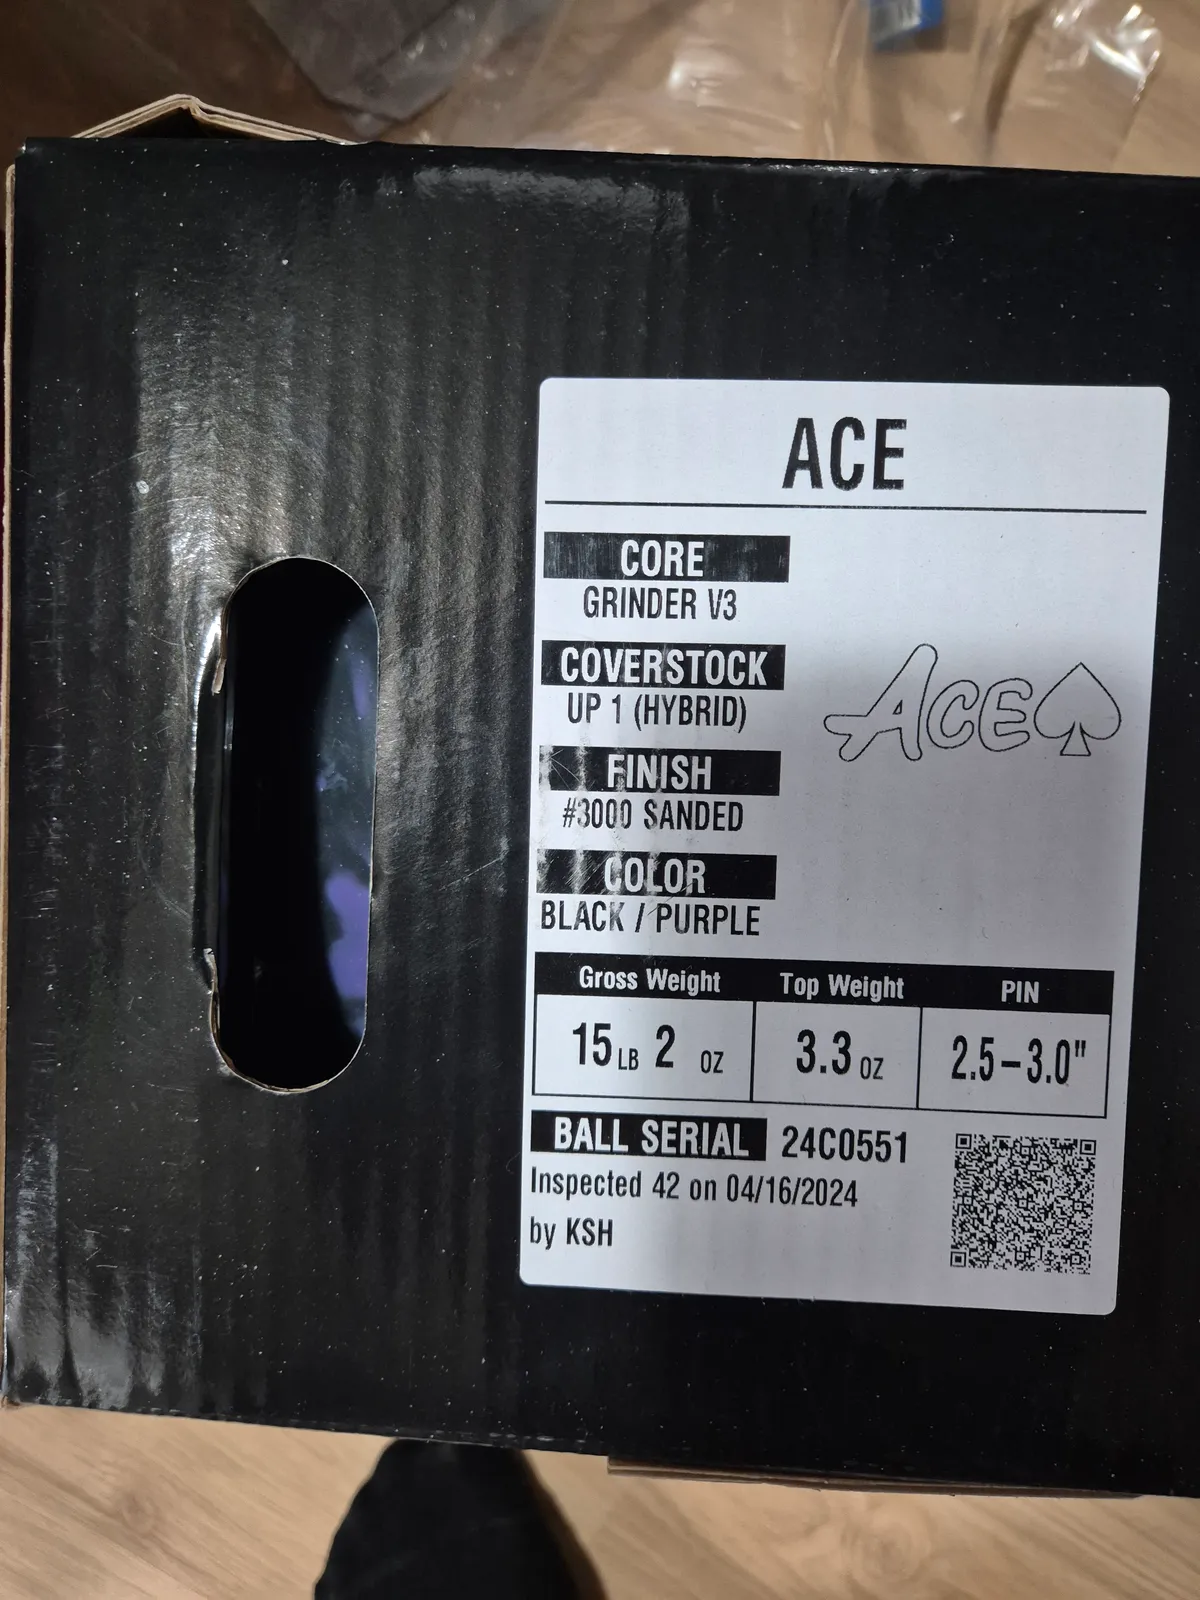 ACE
CORE
GRINDER V3
COVERSTOCK
UP 1 (HYBRID)
FINISH
#3000 SANDED
COLOR
BLACK / PURPLE
ACE
Gross Weight Top Weight PIN
15 LB 2 OZ 3.3 OZ 2.5-3.0"
BALL SERIAL 24C0551
Inspected 42 on 04/16/2024
by KSH